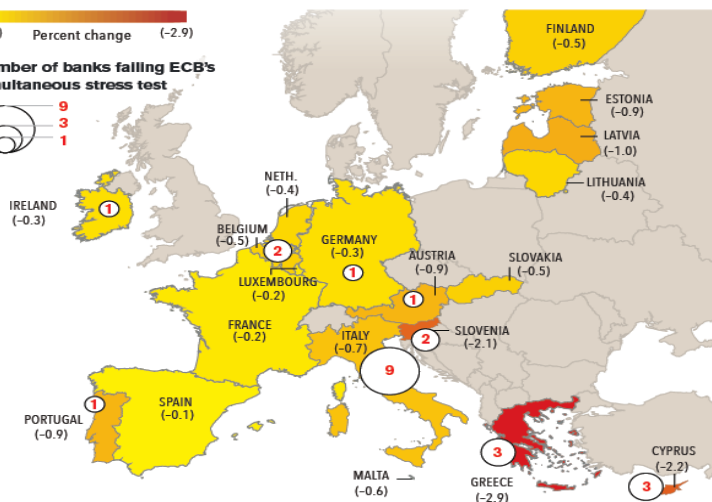 Percent change
(-2.9)
mber of banks failing ECB's
ultaneous stress test
9
3
1
FINLAND
(-0.5)
ESTONIA
(-0.9)
LATVIA
(-1.0)
LITHUANIA
(-0.4)
NETH.
(-0.4)
IRELAND
(-0.3)
1
BELGIUM
(-0.5)
2
GERMANY
(-0.3)
1
LUXEMBOURG
(-0.2)
AUSTRIA
(-0.9)
1
SLOVAKIA
(-0.5)
FRANCE
(-0.2)
ITALY
(-0.7)
9
SLOVENIA
(-2.1)
2
PORTUGAL
(-0.9)
1
SPAIN
(-0.1)
MALTA
(-0.6)
GREECE
(-2.9)
3
CYPRUS
(-2.2)
3